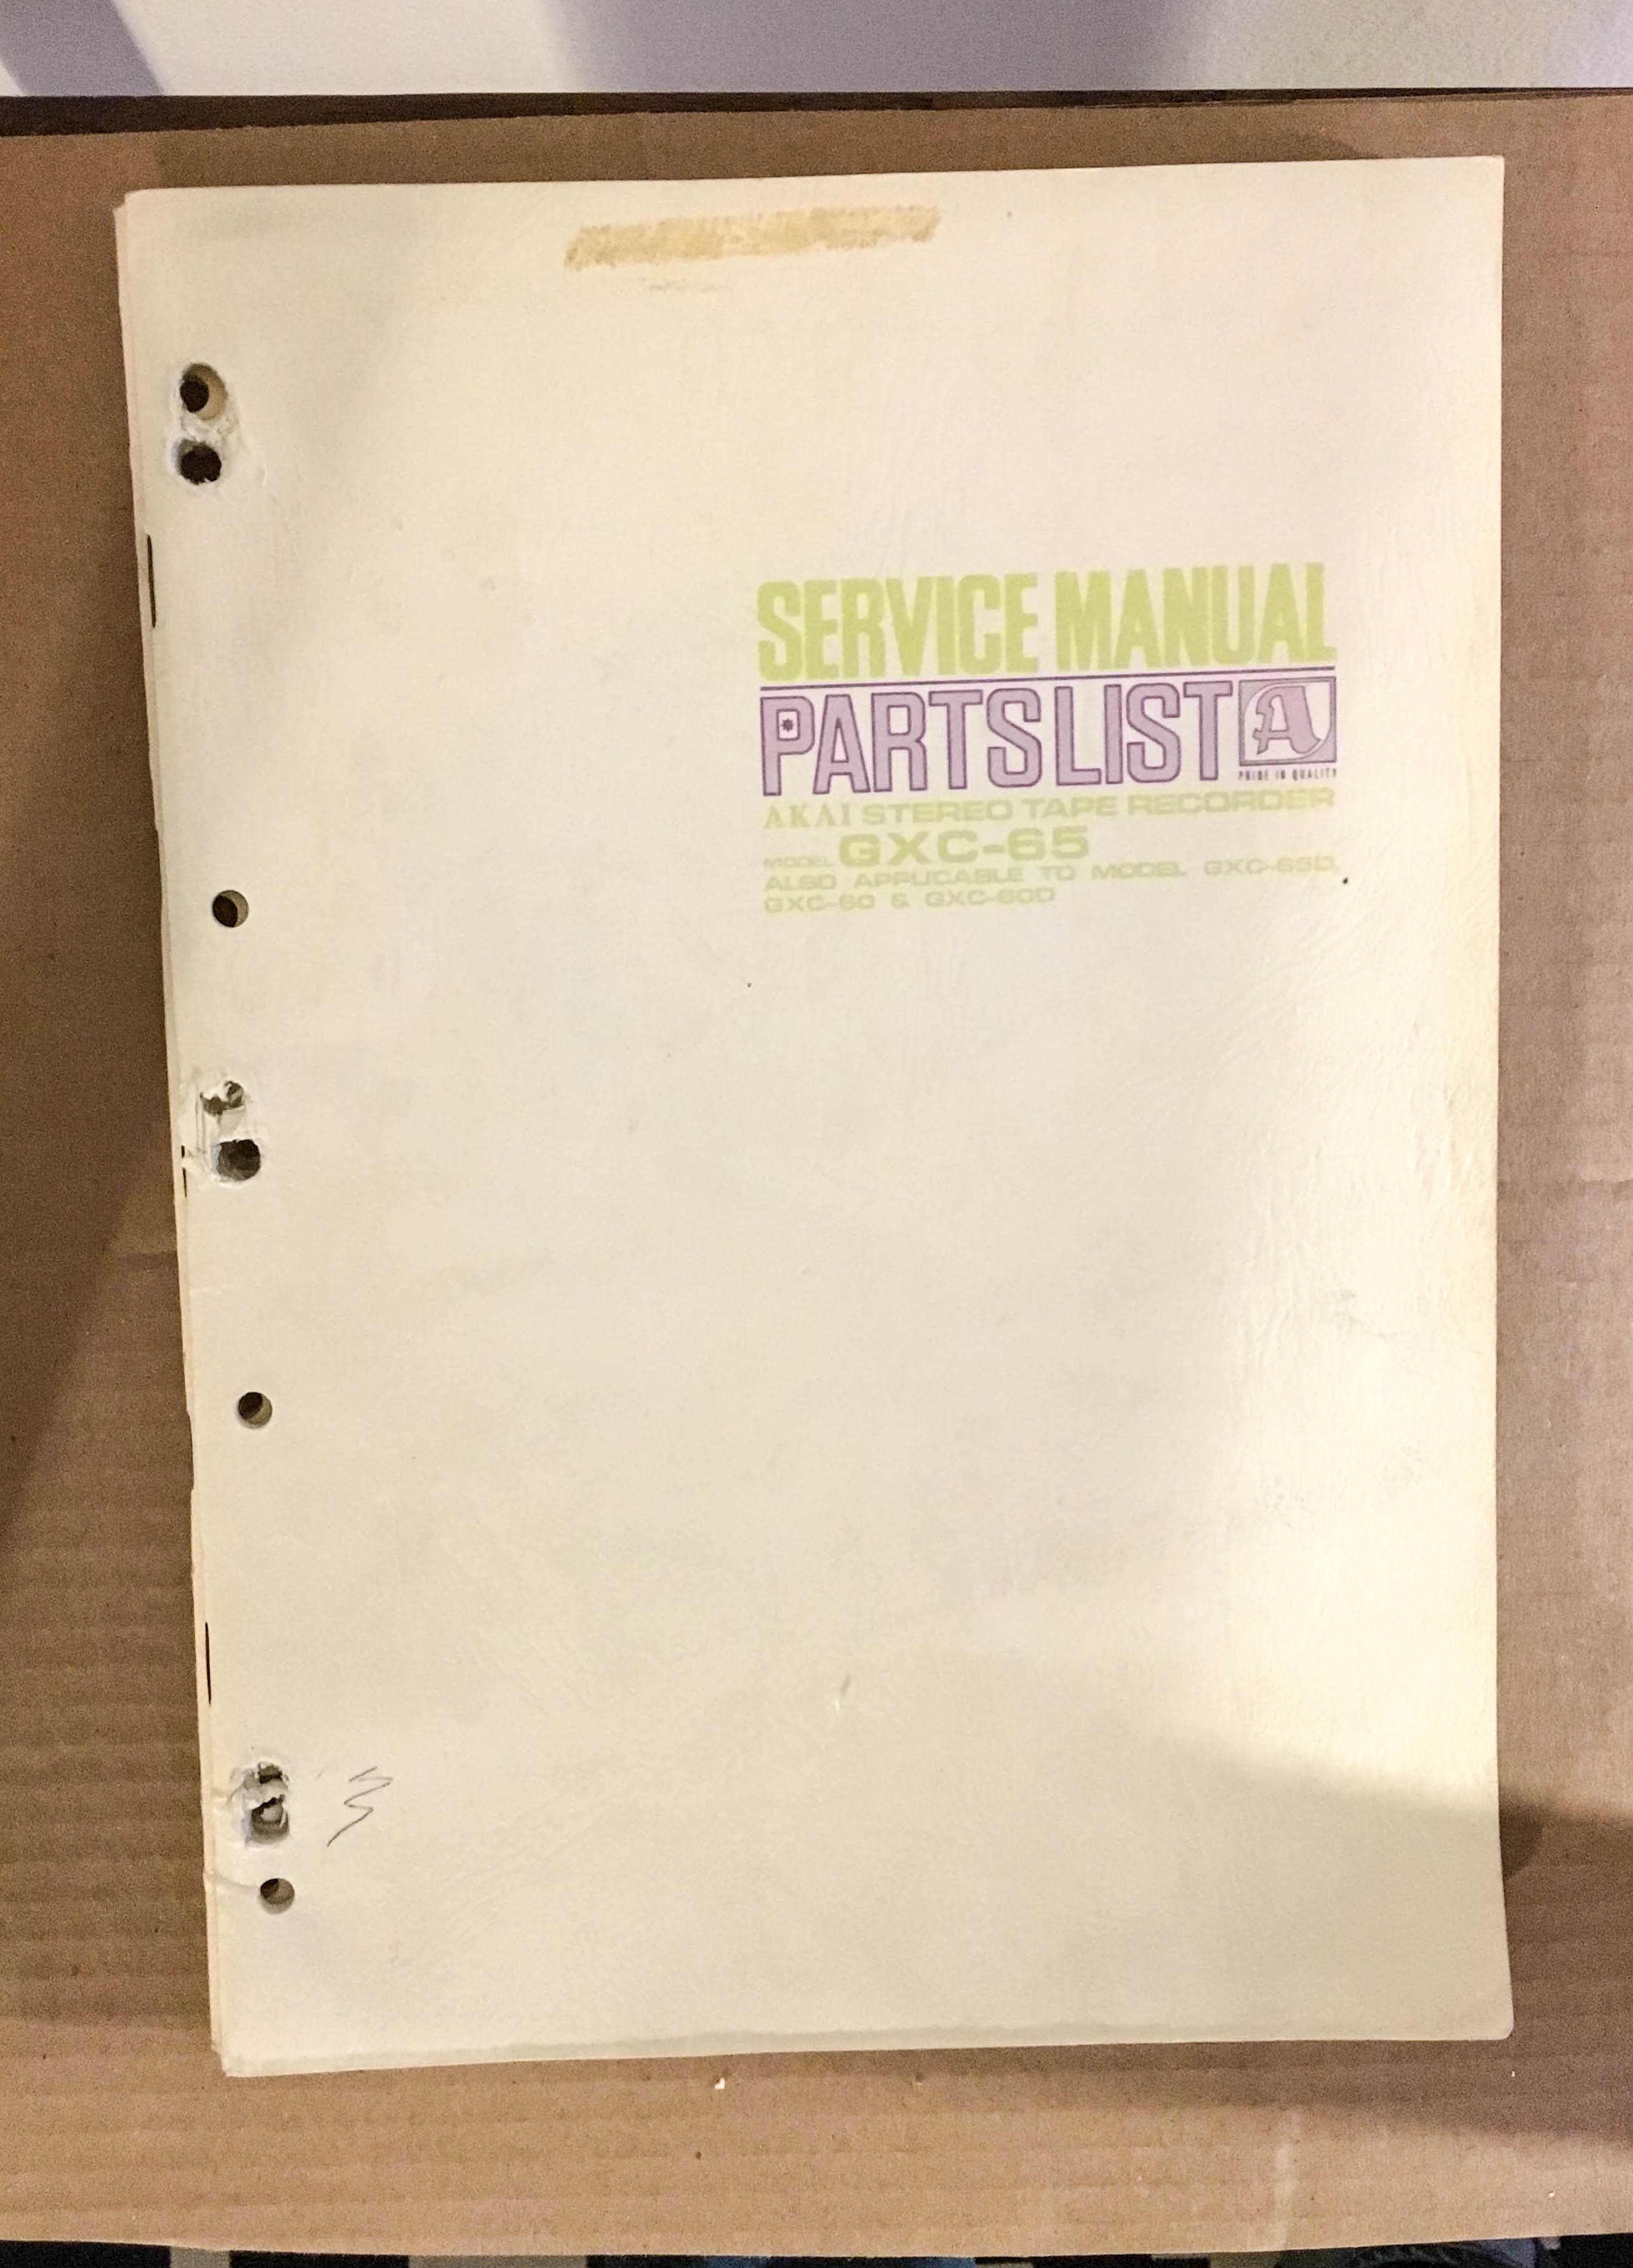 SERVICE MANUAL
PARTS LIST A
PRIDE IN QUALITY
AKAI STEREO TAPE RECORDER
MODEL GXC-65
ALSO APPLICABLE TO MODEL GXC-65D,
GXC-60 & GXC-60D